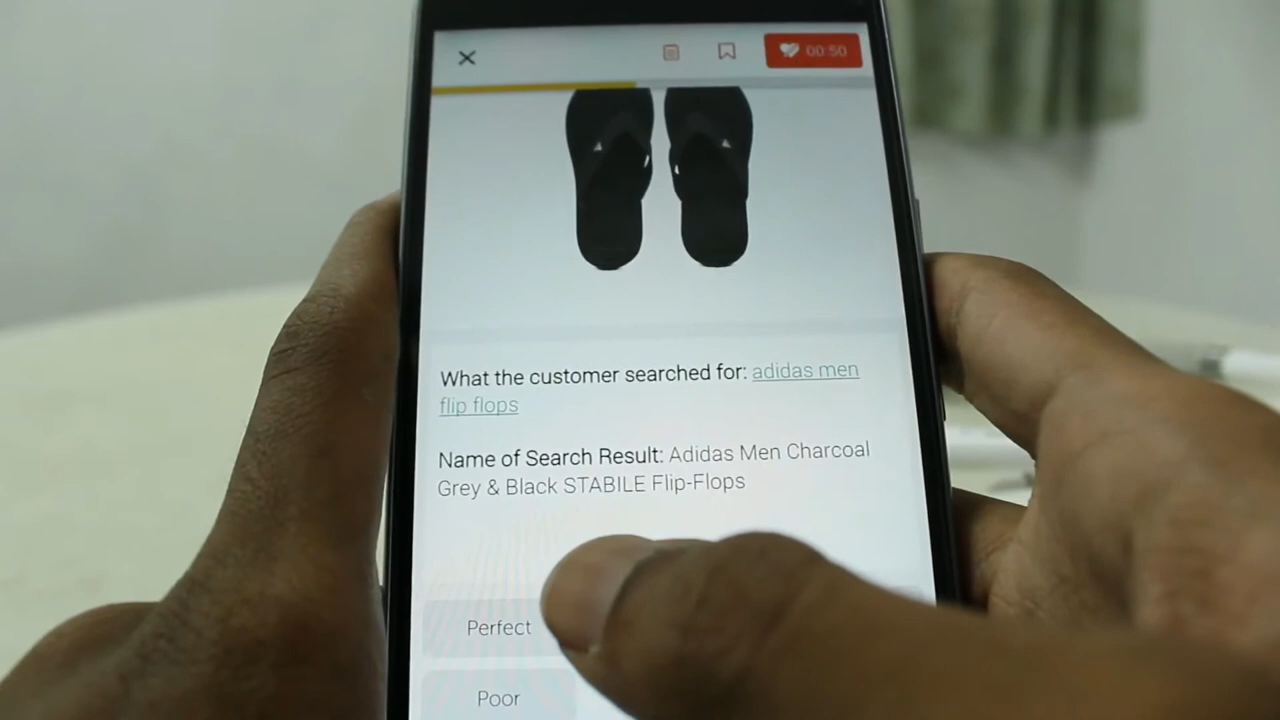 00:50
What the customer searched for: adidas men
flip flops
Name of Search Result: Adidas Men Charcoal
Grey & Black STABILE Flip-Flops
Perfect
Poor